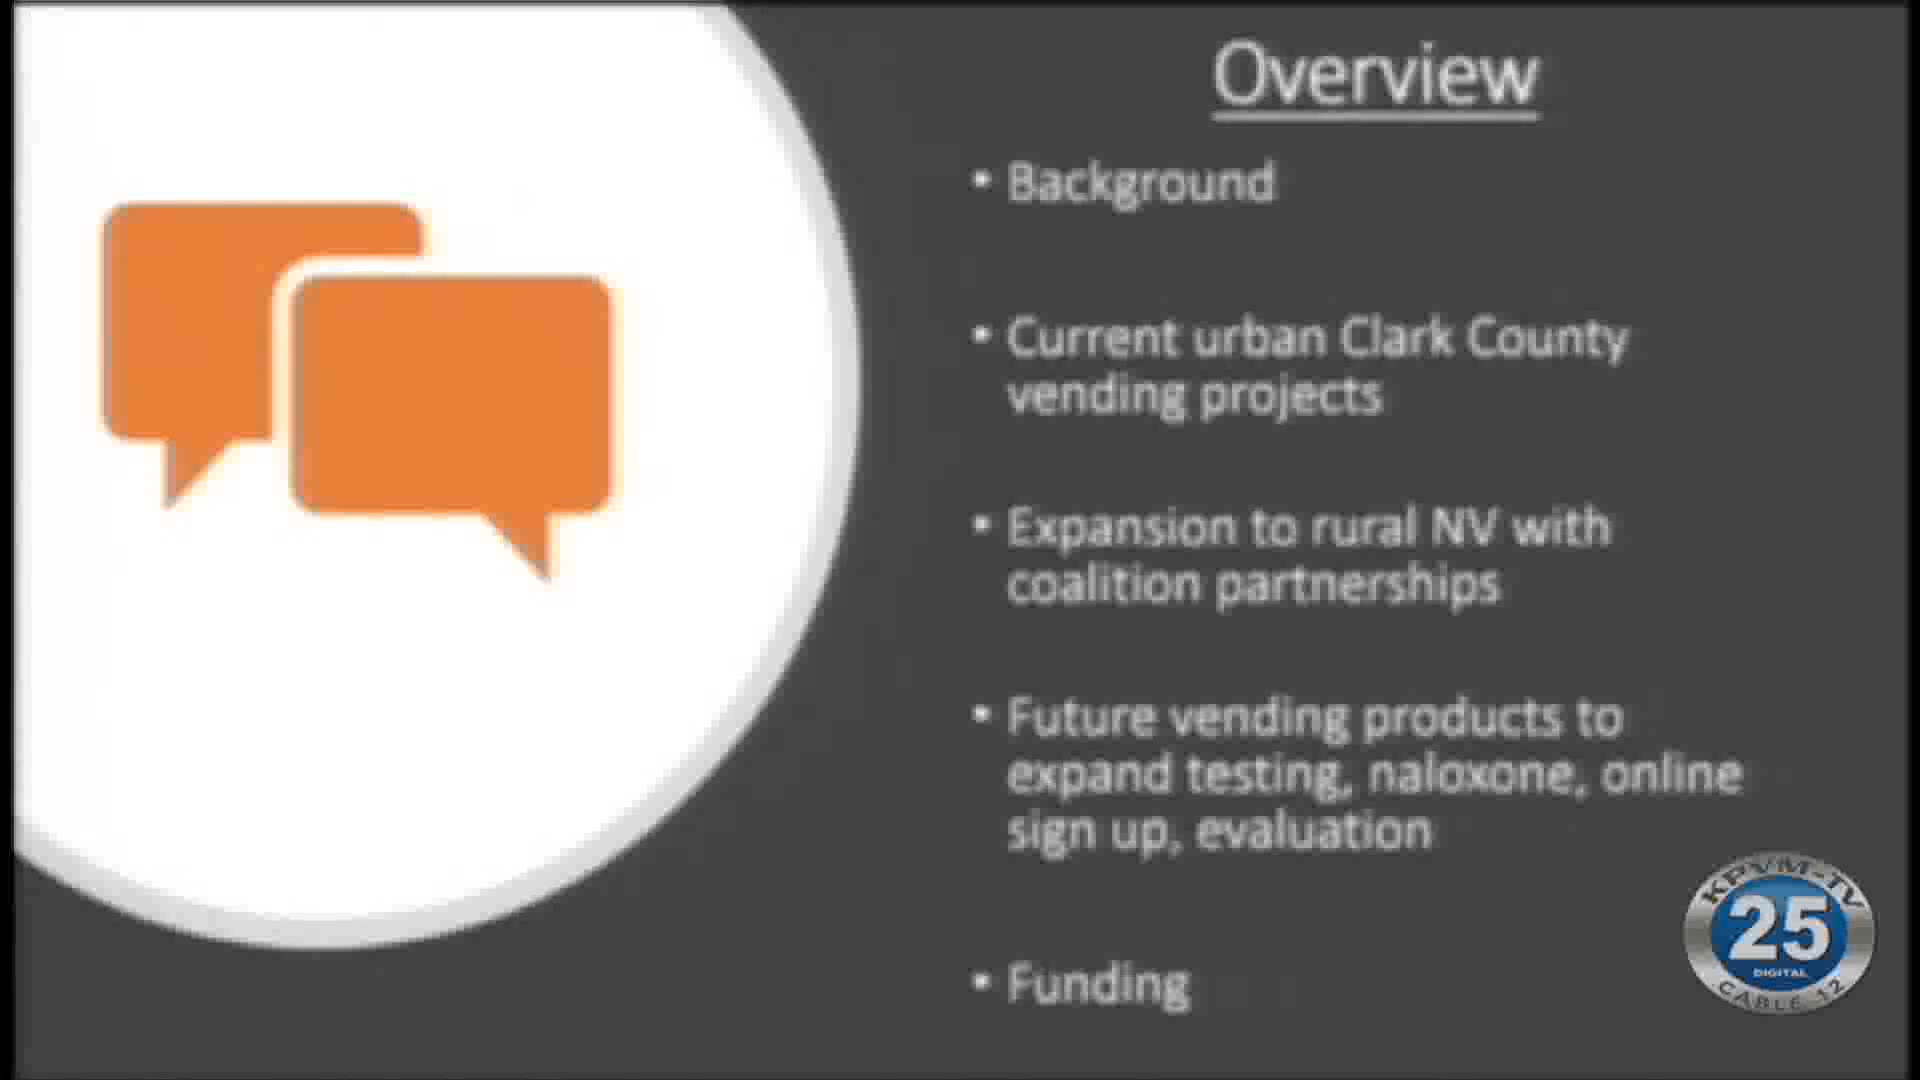 Overview
• Background
• Current urban Clark County
vending projects
• Expansion to rural NV with
coalition partnerships
• Future vending products to
expand testing, naloxone, online
sign up, evaluation
• Funding
KPVM-TV
25
DIGITAL
CABLE 12